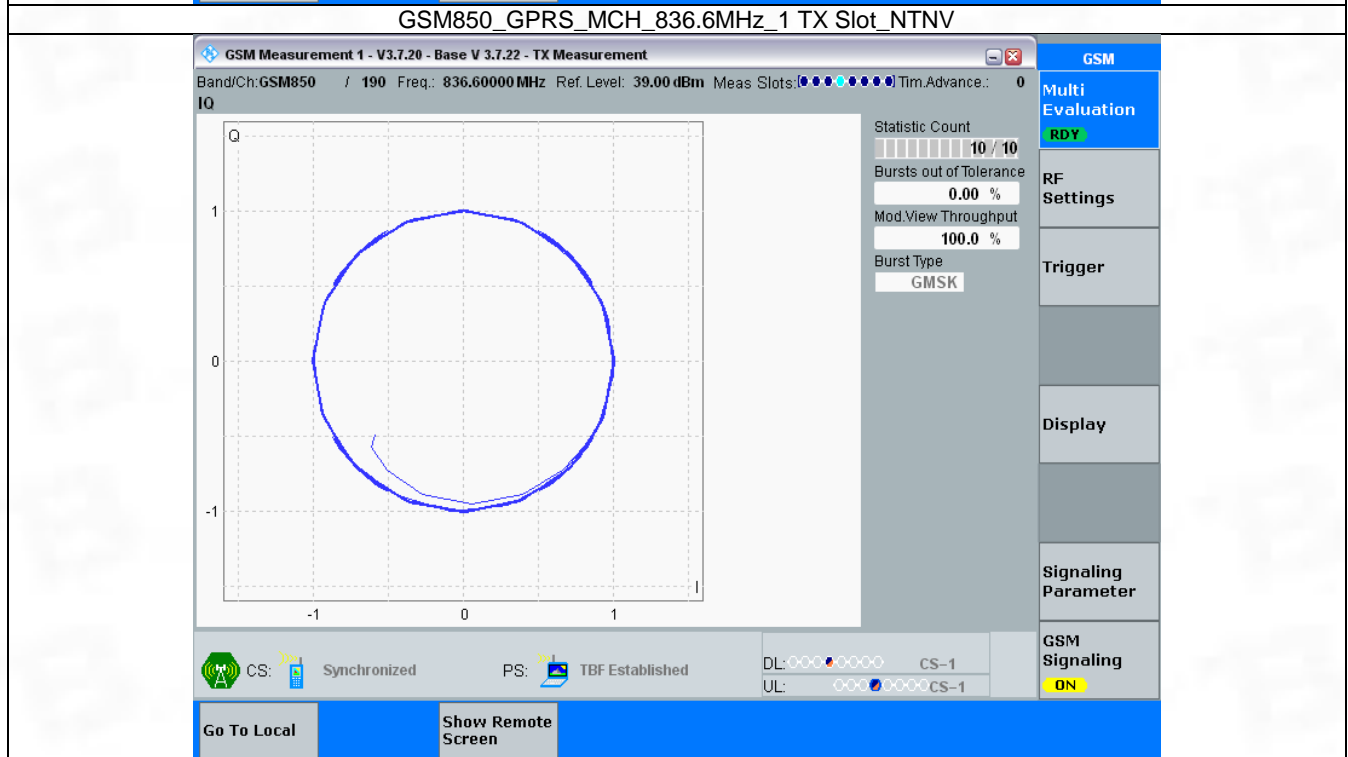 GSM850_GPRS_MCH_836.6MHz_1 TX Slot_NTNV
GSM Measurement 1 - V3.7.20 - Base V 3.7.22 - TX Measurement
Band/Ch:GSM850 / 190 Freq.: 836.60000 MHz Ref. Level: 39.00 dBm Meas Slots: Tim.Advance.: 0
IQ
Q
1
0
-1
-1 0 1
I
Statistic Count
10 / 10
Bursts out of Tolerance
0.00 %
Mod.View Throughput
100.0 %
Burst Type
GMSK
GSM
Multi
Evaluation
RDY
RF
Settings
Trigger
Display
Signaling
Parameter
GSM
Signaling
ON
CS: Synchronized PS: TBF Established
DL: CS-1
UL: CS-1
Go To Local
Show Remote
Screen